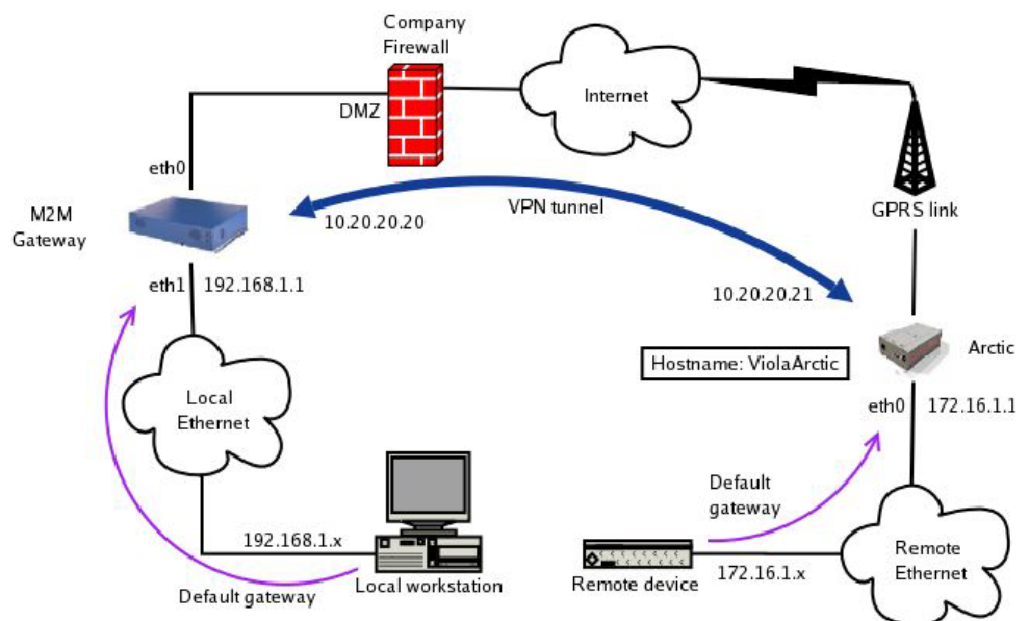 Company
Firewall
DMZ
Internet
eth0
M2M
Gateway
10.20.20.20
VPN tunnel
GPRS link
eth1
192.168.1.1
10.20.20.21
Hostname: ViolaArctic
Arctic
Local
Ethernet
eth0
172.16.1.1
Default
gateway
192.168.1.x
Local workstation
Default gateway
Remote device
172.16.1.x
Remote
Ethernet